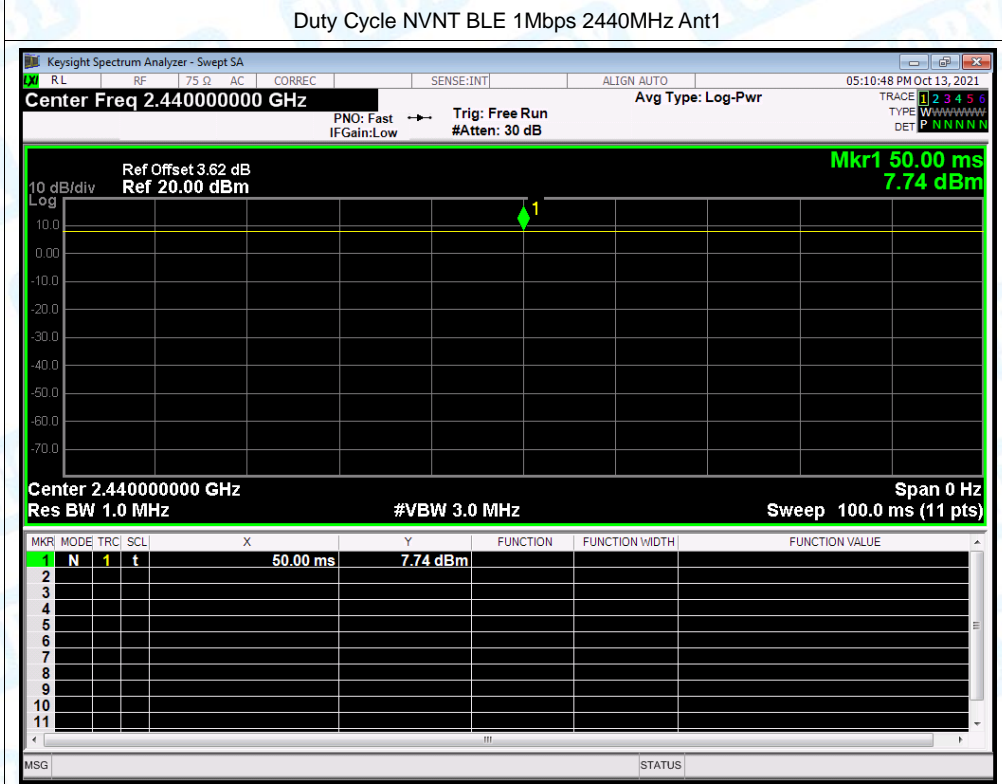 Duty Cycle NVNT BLE 1Mbps 2440MHz Ant1
Keysight Spectrum Analyzer - Swept SA
LXI RL RF 75 Ω AC CORREC SENSE:INT ALIGN AUTO 05:10:48 PM Oct 13, 2021
Center Freq 2.440000000 GHz Avg Type: Log-Pwr TRACE 1 2 3 4 5 6
PNO: Fast Trig: Free Run TYPE WWWWWW
IFGain:Low #Atten: 30 dB DET P N N N N N
Mkr1 50.00 ms
Ref Offset 3.62 dB
10 dB/div Ref 20.00 dBm 7.74 dBm
Log
1
10.0
0.00
-10.0
-20.0
-30.0
-40.0
-50.0
-60.0
-70.0
Center 2.440000000 GHz Span 0 Hz
Res BW 1.0 MHz #VBW 3.0 MHz Sweep 100.0 ms (11 pts)
MKR MODE TRC SCL X Y FUNCTION FUNCTION WIDTH FUNCTION VALUE
1 N 1 t 50.00 ms 7.74 dBm
2
3
4
5
6
7
8
9
10
11
MSG STATUS